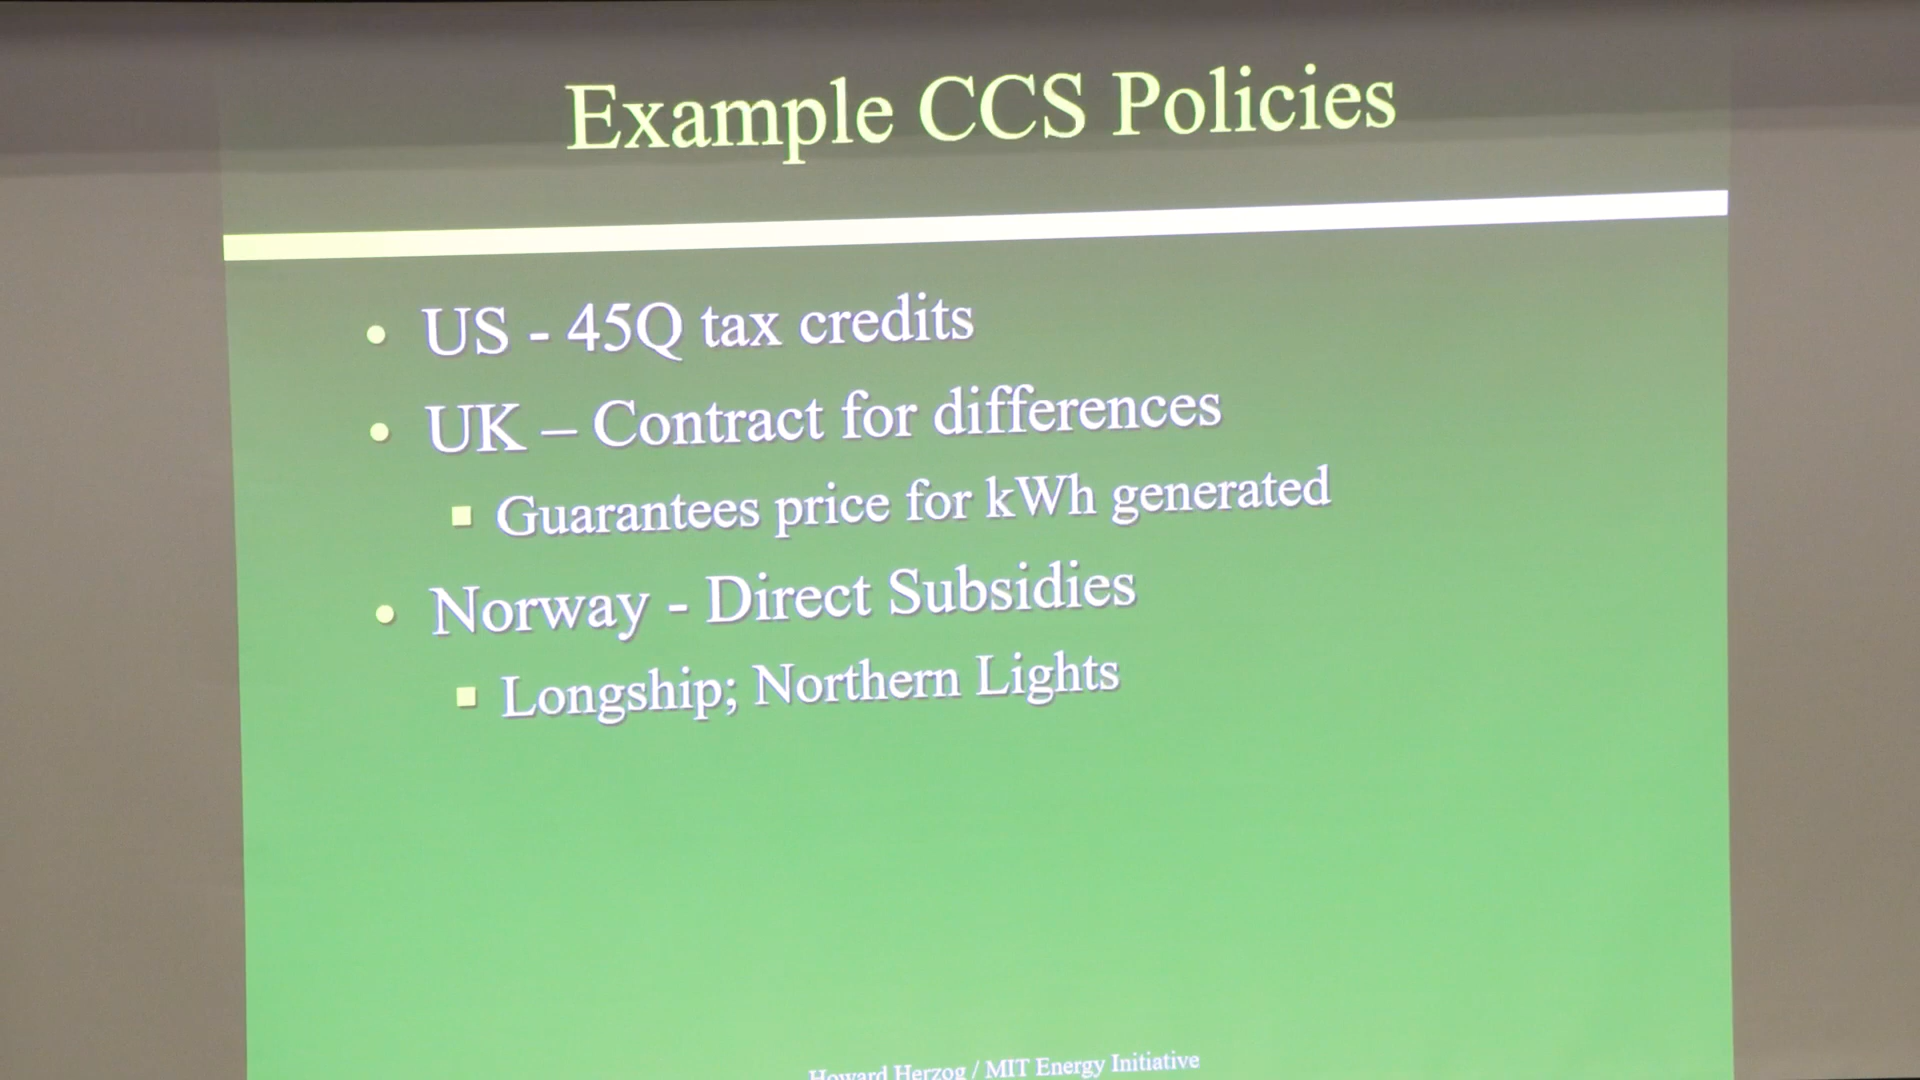 Example CCS Policies
• US - 45Q tax credits
• UK – Contract for differences
▪ Guarantees price for kWh generated
• Norway - Direct Subsidies
▪ Longship; Northern Lights
Howard Herzog / MIT Energy Initiative